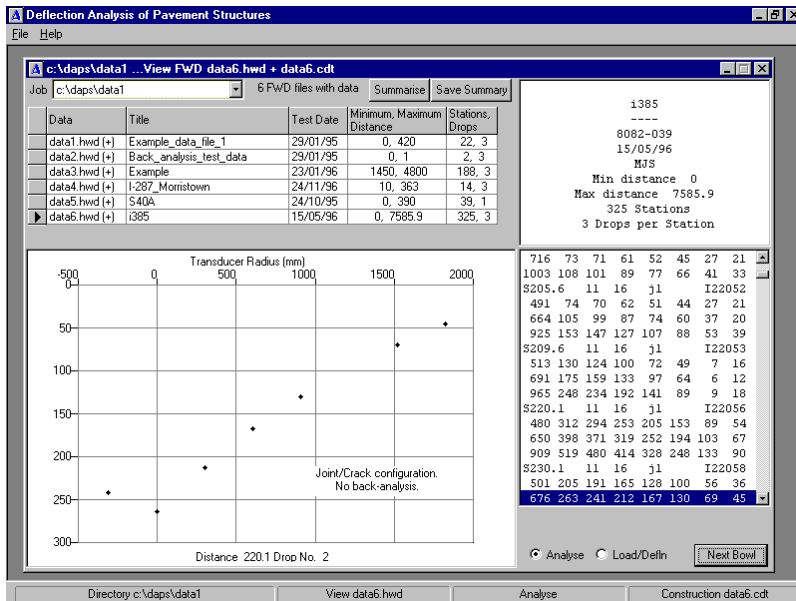 Deflection Analysis of Pavement Structures
File Help
c:\daps\data1 ...View FWD data6.hwd + data6.cdt
Job c:\daps\data1 6 FWD files with data Summarise Save Summary
Data Title Test Date Minimum, Maximum Distance Stations, Drops
data1.hwd (+) Example_data_file_1 29/01/95 0, 420 22, 3
data2.hwd (+) Back_analysis_test_data 29/01/95 0, 1 2, 3
data3.hwd (+) Example 23/01/96 1450, 4800 188, 3
data4.hwd (+) I-287_Morristown 24/11/96 10, 363 14, 3
data5.hwd (+) S40A 24/10/95 0, 390 39, 1
data6.hwd (+) i385 15/05/96 0, 7585.9 325, 3
i385
----
8082-039
15/05/96
MJS
Min distance 0
Max distance 7585.9
325 Stations
3 Drops per Station
Transducer Radius (mm)
-500 0 500 1000 1500 2000
0
50
100
150
200
250
300
Joint/Crack configuration.
No back-analysis.
Distance 220.1 Drop No. 2
716 73 71 61 52 45 27 21
1003 108 101 89 77 66 41 33
S205.6 11 16 j1 I22052
491 74 70 62 51 44 27 21
664 105 99 87 74 60 37 20
925 153 147 127 107 88 53 39
S209.6 11 16 j1 I22053
513 130 124 100 72 49 7 16
691 175 159 133 97 64 6 12
965 248 234 192 141 89 9 18
S220.1 11 16 j1 I22056
480 312 294 253 205 153 89 54
650 398 371 319 252 194 103 67
909 519 480 414 328 248 133 90
S230.1 11 16 j1 I22058
501 205 191 165 128 100 56 36
676 263 241 212 167 130 69 45
Analyse Load/Defln Next Bowl
Directory c:\daps\data1 View data6.hwd Analyse Construction data6.cdt